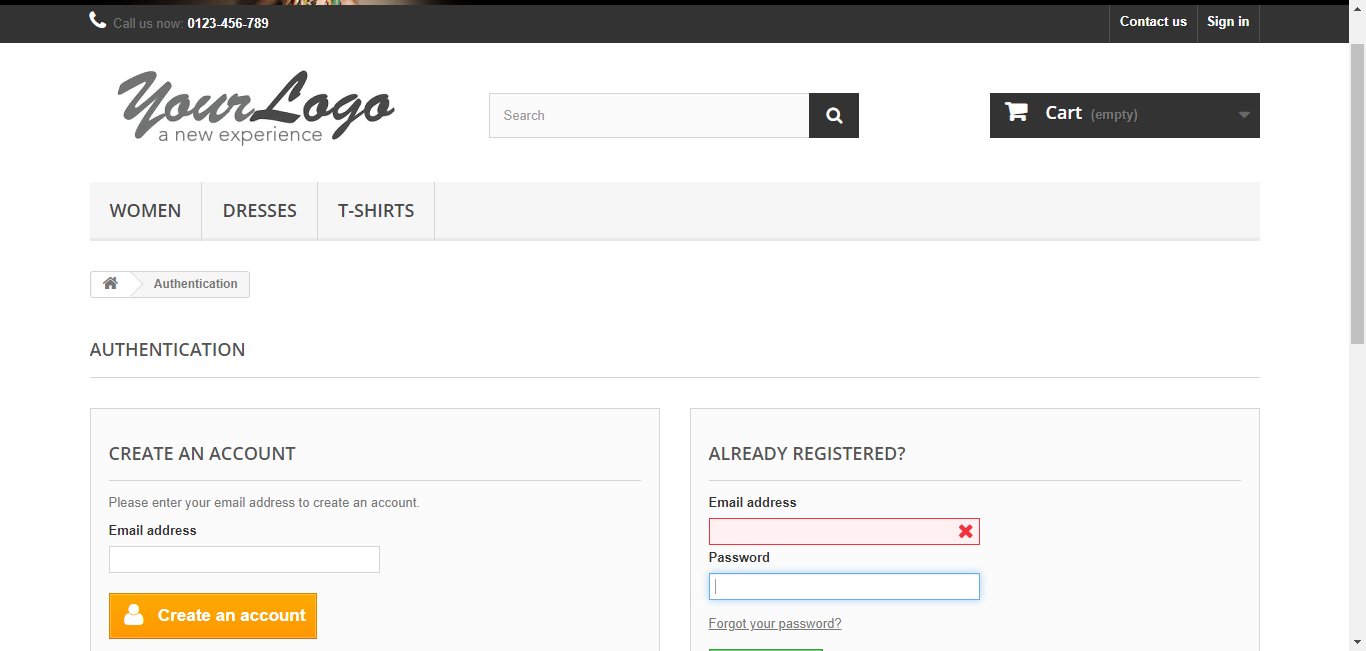 Call us now: 0123-456-789
Contact us
Sign in
YourLogo
a new experience
Search
Cart (empty)
WOMEN
DRESSES
T-SHIRTS
Authentication
AUTHENTICATION
CREATE AN ACCOUNT
Please enter your email address to create an account.
Email address
Create an account
ALREADY REGISTERED?
Email address
Password
Forgot your password?